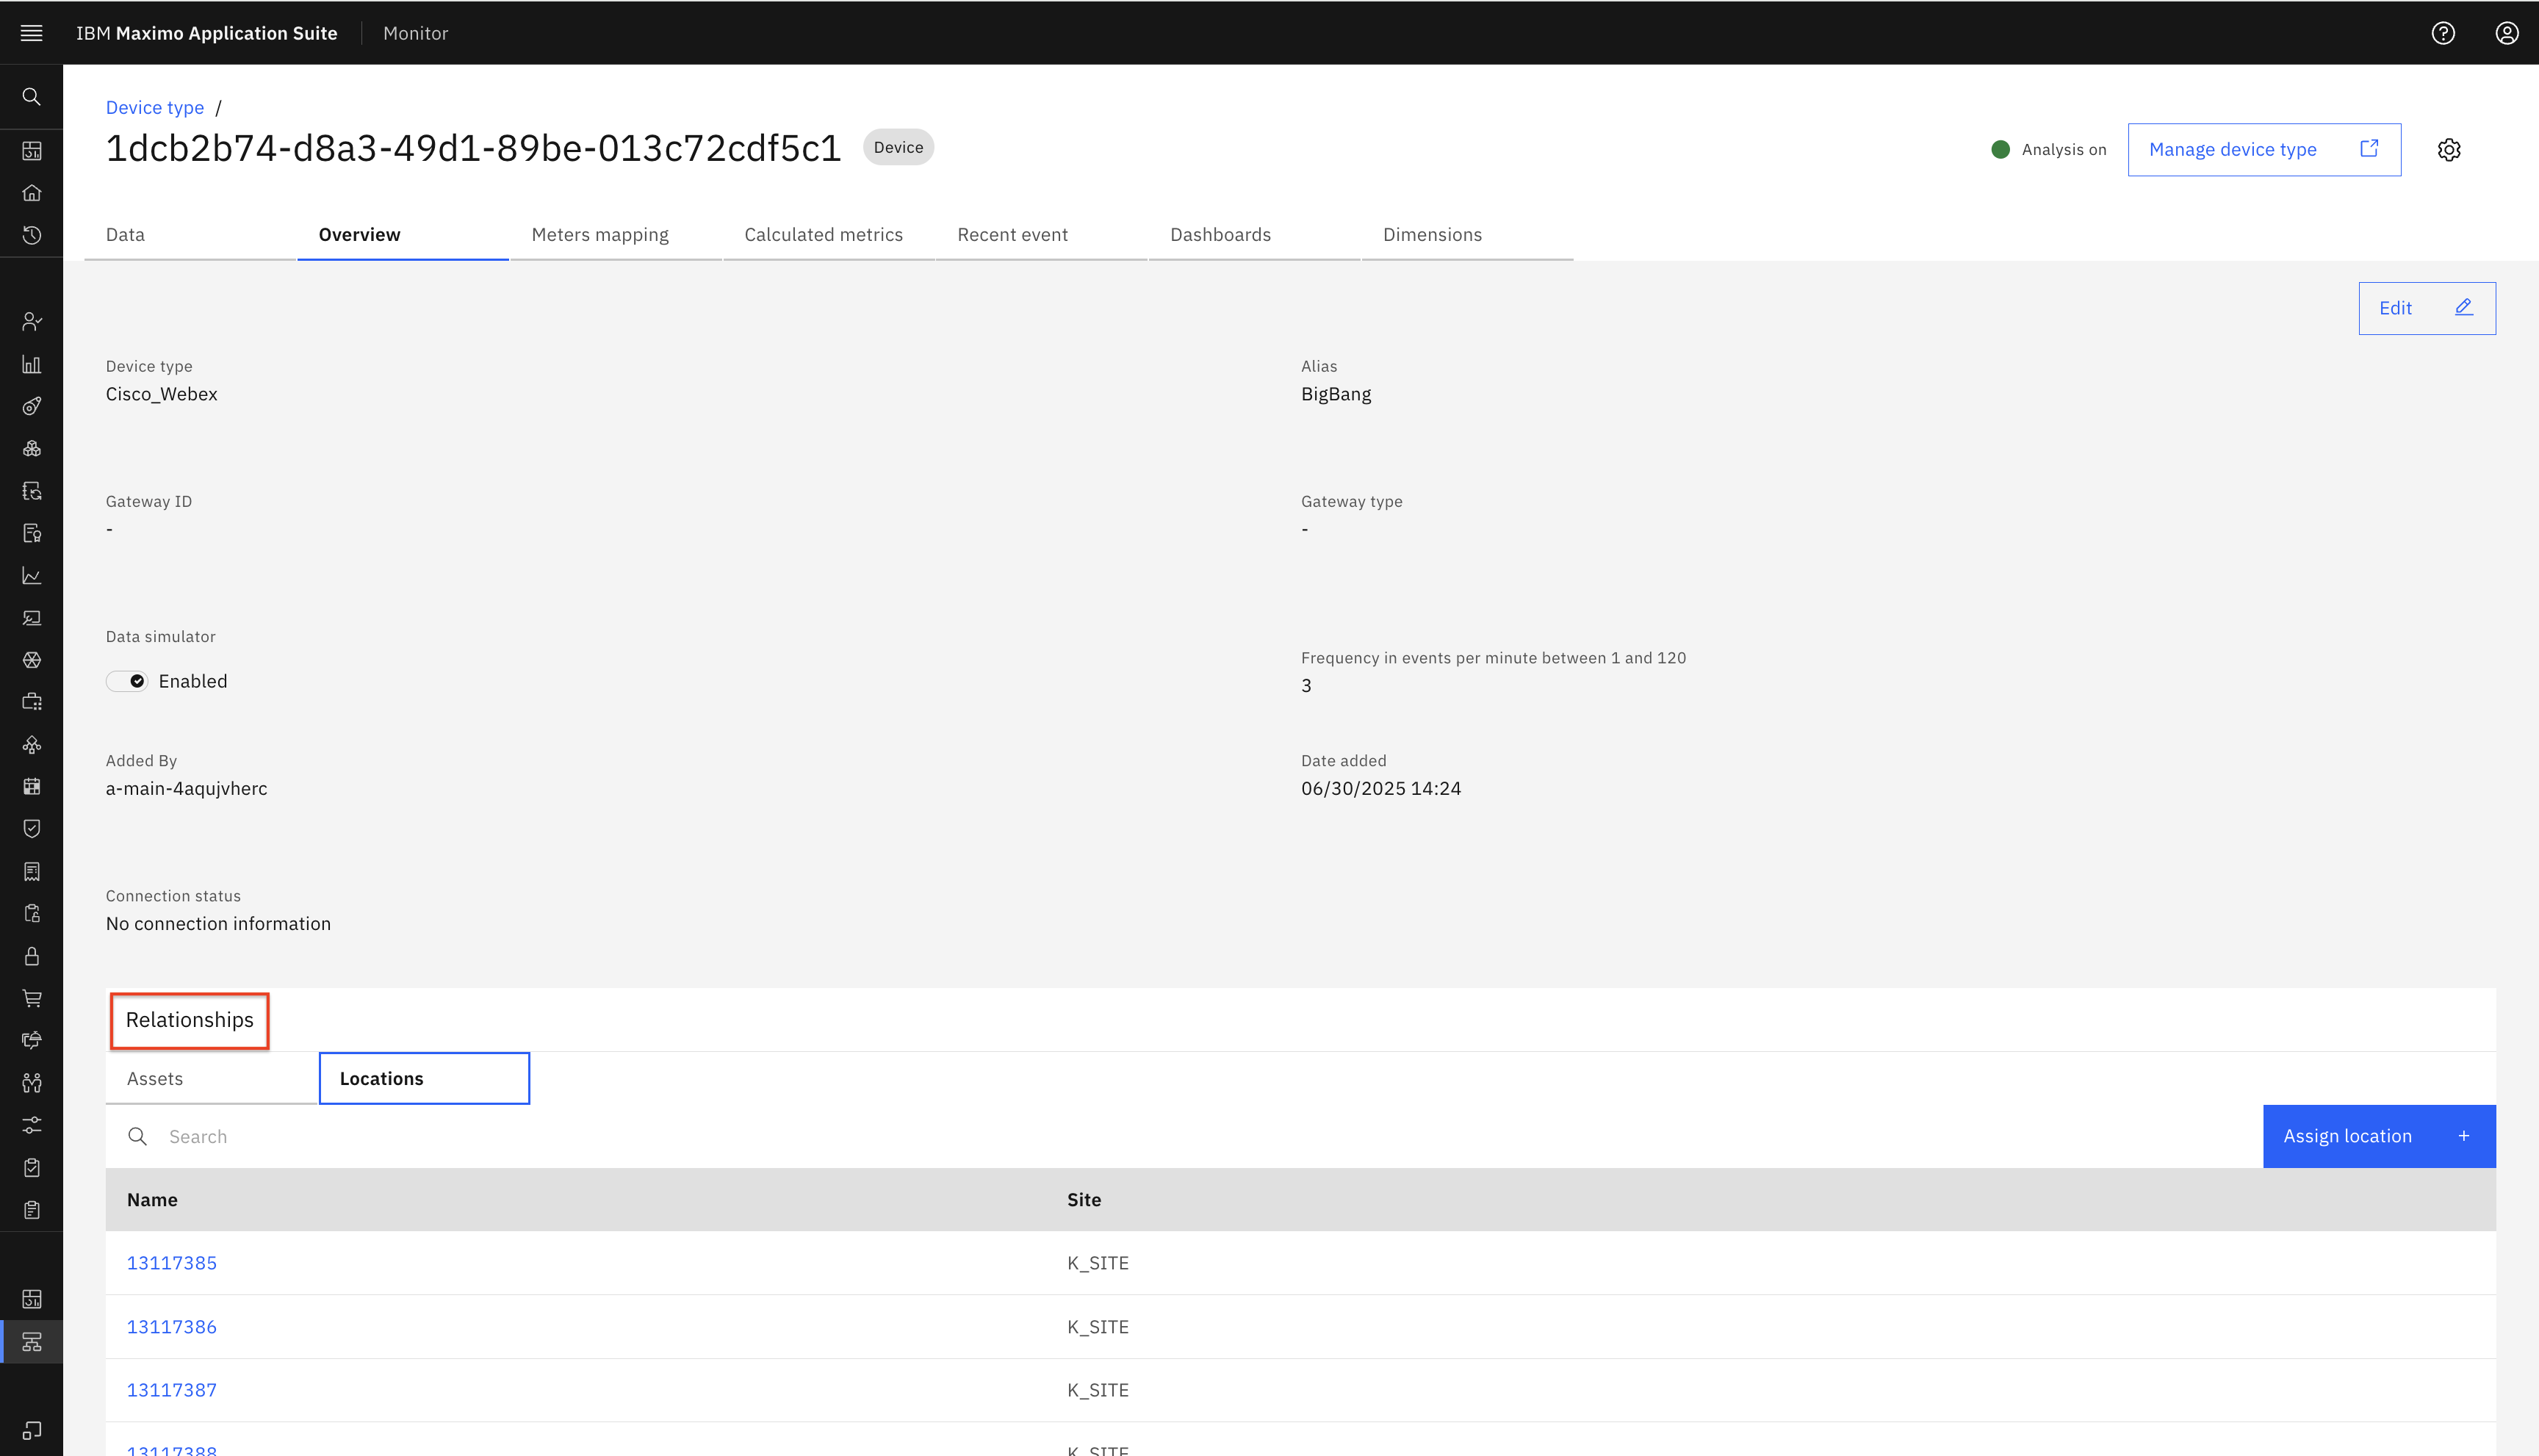 IBM Maximo Application Suite Monitor
Device type /
1dcb2b74-d8a3-49d1-89be-013c72cdf5c1 Device
Analysis on Manage device type
Data Overview Meters mapping Calculated metrics Recent event Dashboards Dimensions
Edit
Device type Alias
Cisco_Webex BigBang
Gateway ID Gateway type
- -
Data simulator
Enabled
Frequency in events per minute between 1 and 120
3
Added By Date added
a-main-4aqujvherc 06/30/2025 14:24
Connection status
No connection information
Relationships
Assets Locations
Search Assign location +
Name Site
13117385 K_SITE
13117386 K_SITE
13117387 K_SITE
13117388 K_SITE